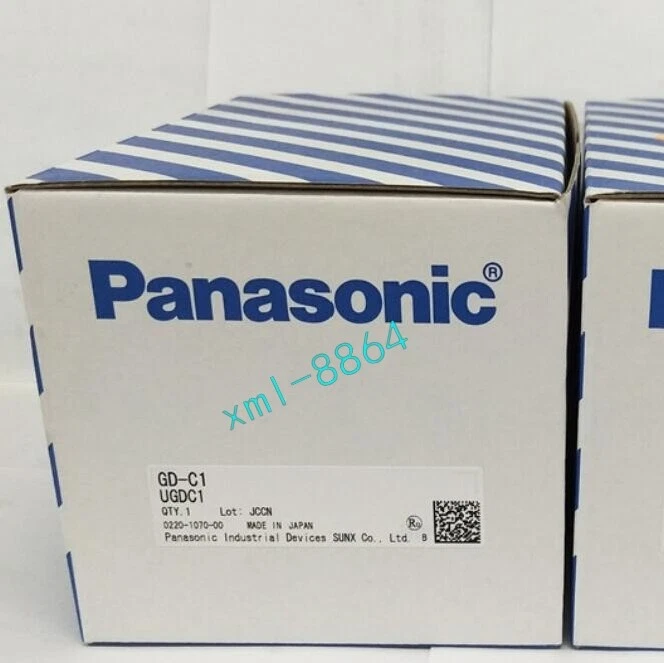 Panasonic®
xml-8864
GD-C1
UGDC1
QTY.1 Lot: JCCN
0220-1070-00 MADE IN JAPAN
Panasonic Industrial Devices SUNX Co., Ltd. B